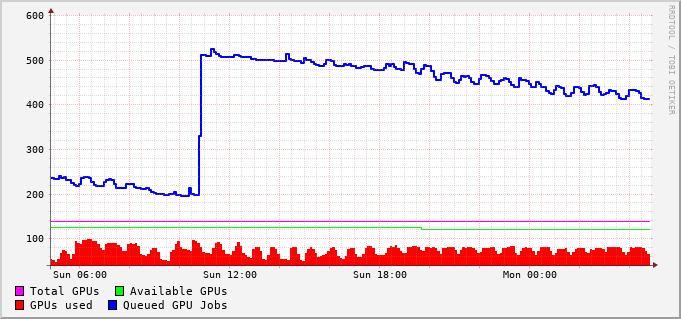 600
500
400
300
200
100
Sun 06:00 Sun 12:00 Sun 18:00 Mon 00:00
Total GPUs Available GPUs
GPUs used Queued GPU Jobs
RRDTOOL / TOBI OETIKER